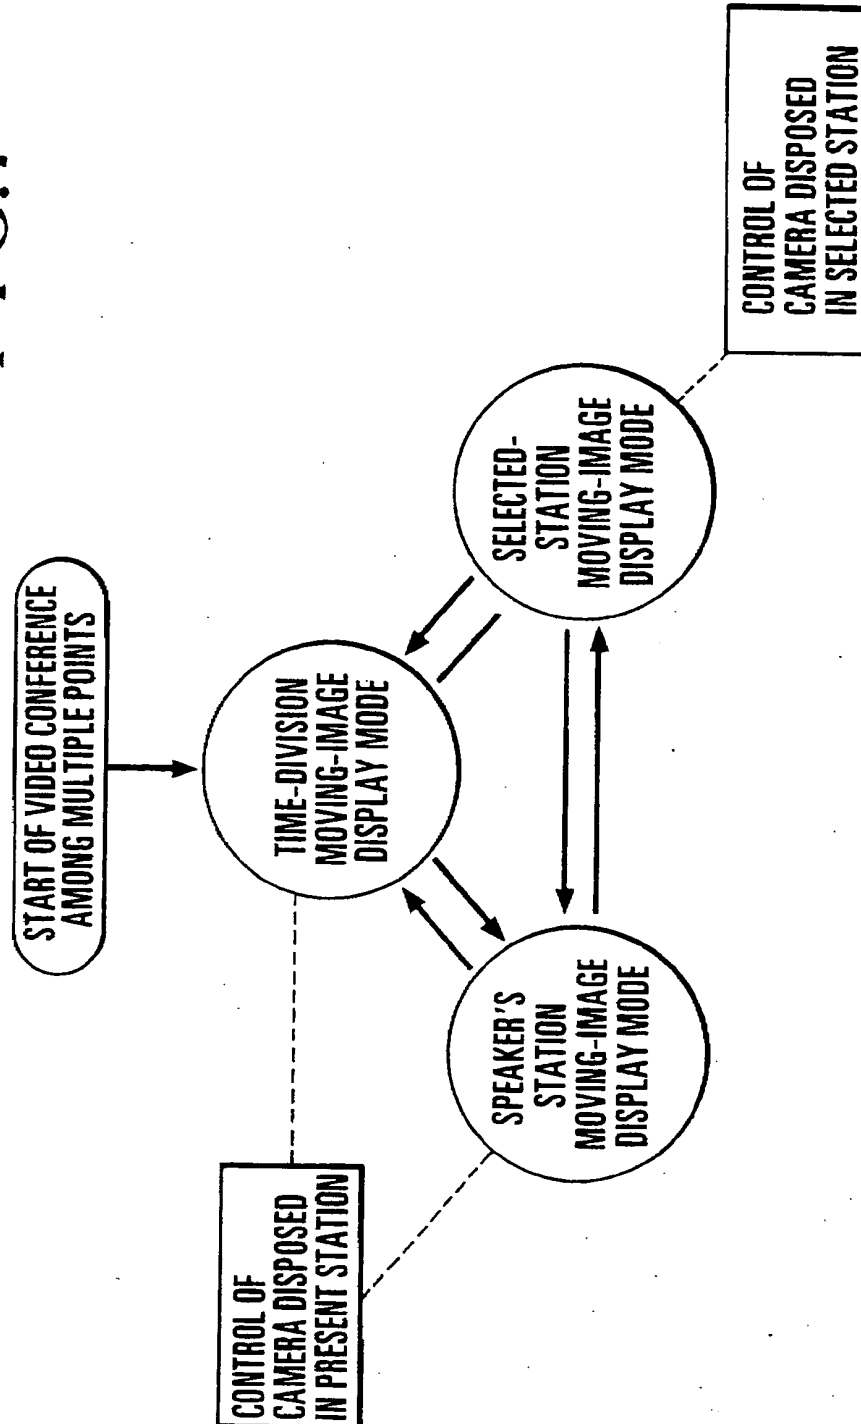 START OF VIDEO CONFERENCE
AMONG MULTIPLE POINTS
TIME-DIVISION
MOVING-IMAGE
DISPLAY MODE
CONTROL OF
CAMERA DISPOSED
IN PRESENT STATION
SPEAKER'S
STATION
MOVING-IMAGE
DISPLAY MODE
SELECTED-
STATION
MOVING-IMAGE
DISPLAY MODE
CONTROL OF
CAMERA DISPOSED
IN SELECTED STATION